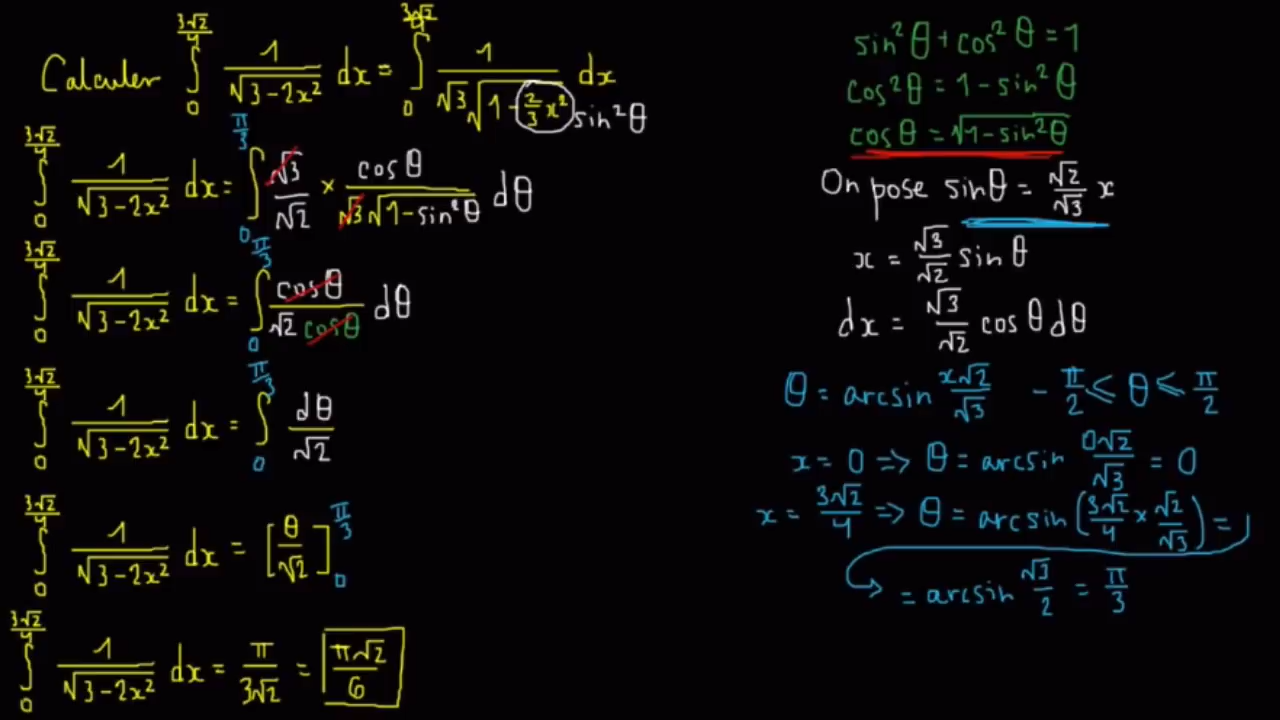 Calculer ∫₀^(3√2/4) 1/√(3-2x²) dx = ∫₀^(3√2/4) 1/(√3 √(1-(2/3)x²)) dx
sin²θ
∫₀^(3√2/4) 1/√(3-2x²) dx = ∫₀^(π/3) √3/√2 × cosθ/(√3 √(1-sin²θ)) dθ
∫₀^(3√2/4) 1/√(3-2x²) dx = ∫₀^(π/3) cosθ/(√2 cosθ) dθ
∫₀^(3√2/4) 1/√(3-2x²) dx = ∫₀^(π/3) dθ/√2
∫₀^(3√2/4) 1/√(3-2x²) dx = [θ/√2]₀^(π/3)
∫₀^(3√2/4) 1/√(3-2x²) dx = π/(3√2) = π√2/6
sin²θ + cos²θ = 1
cos²θ = 1 - sin²θ
cosθ = √(1-sin²θ)
On pose sinθ = √2/√3 x
x = √3/√2 sinθ
dx = √3/√2 cosθ dθ
θ = arcsin x√2/√3 -π/2 ≤ θ ≤ π/2
x = 0 => θ = arcsin 0√2/√3 = 0
x = 3√2/4 => θ = arcsin(3√2/4 × √2/√3) =
= arcsin √3/2 = π/3